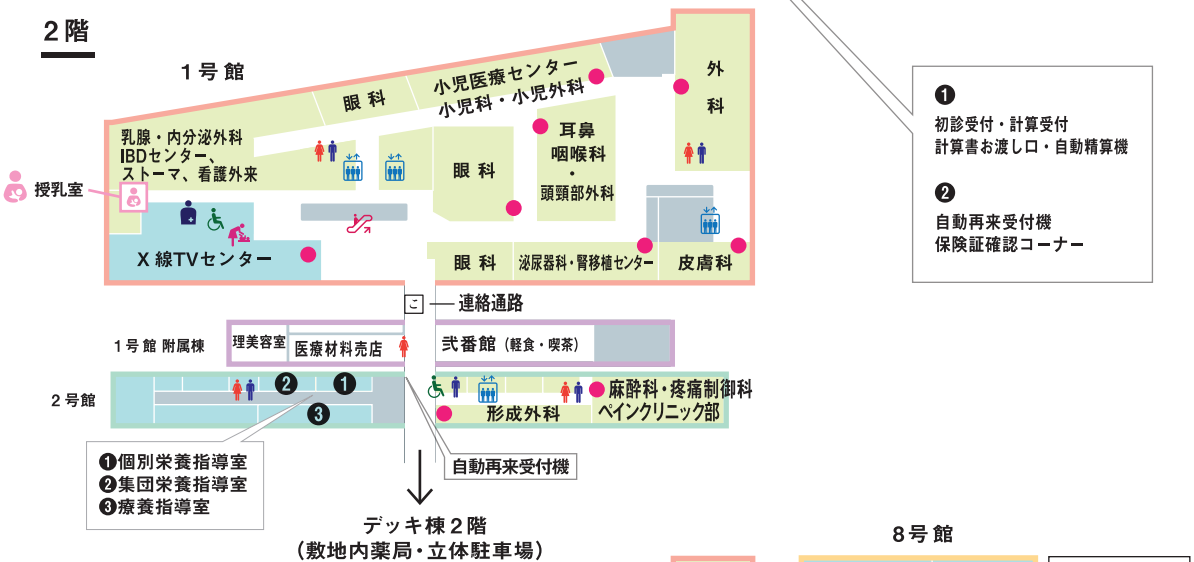 2階
1号館
眼科
小児医療センター
小児科・小児外科
外科
乳腺・内分泌外科
IBDセンター、
ストーマ、看護外来
眼科
耳鼻
咽喉科
・
頭頸部外科
授乳室
X線TVセンター
眼科
泌尿器科・腎移植センター
皮膚科
❶
初診受付・計算受付
計算書お渡し口・自動精算機
❷
自動再来受付機
保険証確認コーナー
こ
連絡通路
1号館 附属棟
理美容室
医療材料売店
弐番館（軽食・喫茶）
2号館
❷
❶
❸
麻酔科・疼痛制御科
ペインクリニック部
形成外科
❶個別栄養指導室
❷集団栄養指導室
❸療養指導室
自動再来受付機
デッキ棟2階
（敷地内薬局・立体駐車場）
8号館